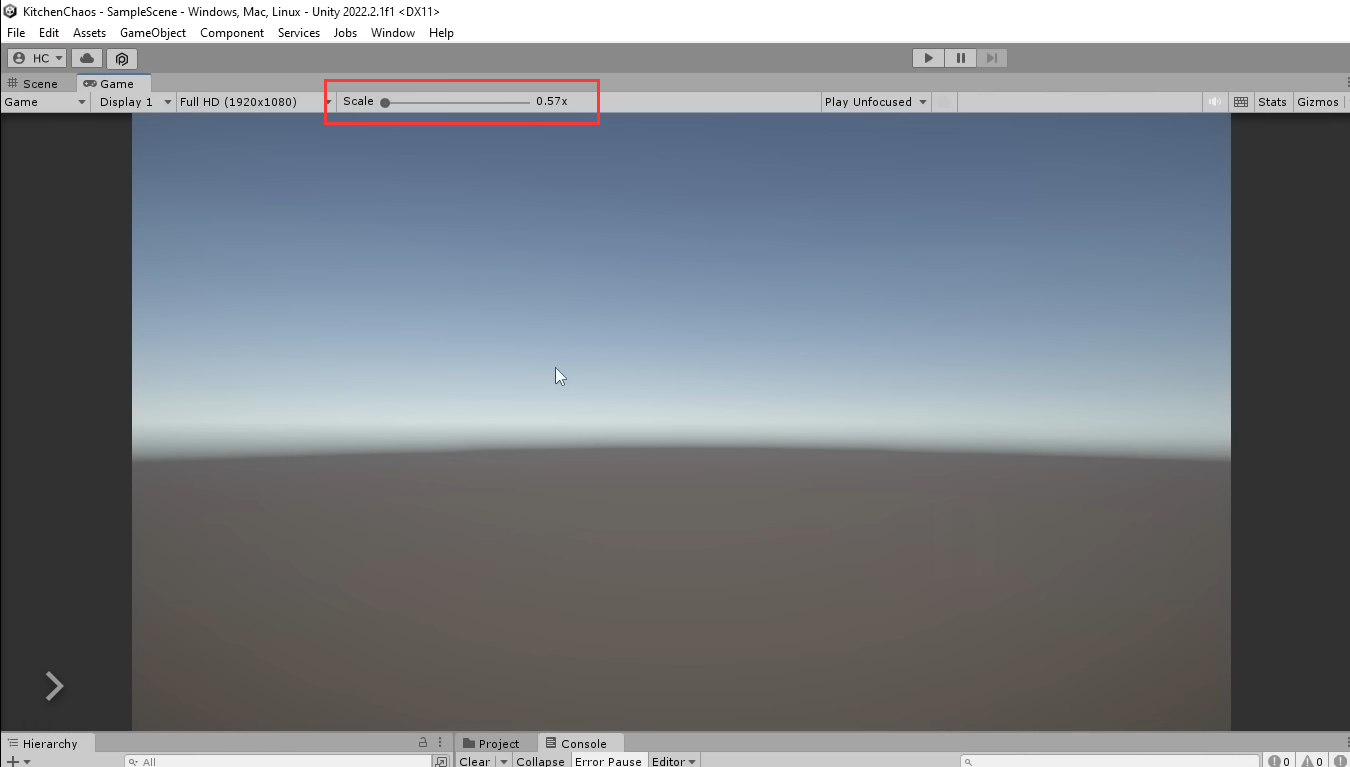 KitchenChaos - SampleScene - Windows, Mac, Linux - Unity 2022.2.1f1 <DX11>
File Edit Assets GameObject Component Services Jobs Window Help
HC
Scene Game
Game Display 1 Full HD (1920x1080) Scale 0.57x Play Unfocused Stats Gizmos
Hierarchy Project Console
All Clear Collapse Error Pause Editor 0 0